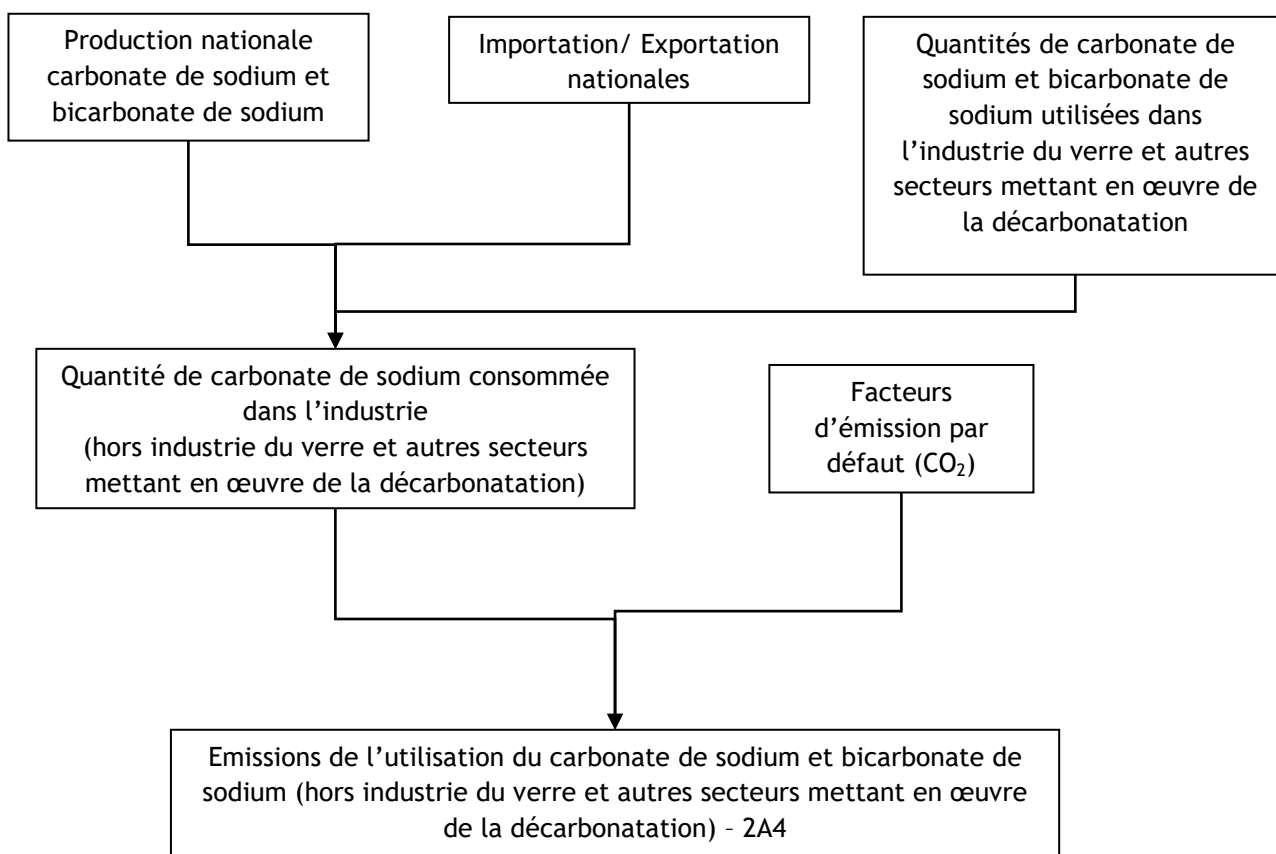 Production nationale
carbonate de sodium et
bicarbonate de sodium
Importation/ Exportation
nationales
Quantités de carbonate de
sodium et bicarbonate de
sodium utilisées dans
l’industrie du verre et autres
secteurs mettant en œuvre de
la décarbonatation
Quantité de carbonate de sodium consommée
dans l’industrie
(hors industrie du verre et autres secteurs
mettant en œuvre de la décarbonatation)
Facteurs
d’émission par
défaut (CO₂)
Emissions de l’utilisation du carbonate de sodium et bicarbonate de
sodium (hors industrie du verre et autres secteurs mettant en œuvre
de la décarbonatation) – 2A4